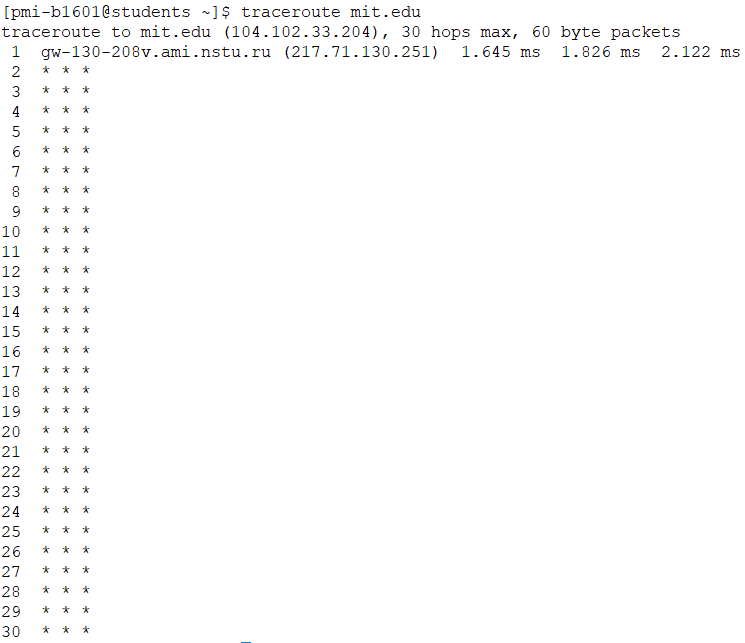 [pmi-b1601@students ~]$ traceroute mit.edu
traceroute to mit.edu (104.102.33.204), 30 hops max, 60 byte packets
 1  gw-130-208v.ami.nstu.ru (217.71.130.251)  1.645 ms  1.826 ms  2.122 ms
 2  * * *
 3  * * *
 4  * * *
 5  * * *
 6  * * *
 7  * * *
 8  * * *
 9  * * *
10  * * *
11  * * *
12  * * *
13  * * *
14  * * *
15  * * *
16  * * *
17  * * *
18  * * *
19  * * *
20  * * *
21  * * *
22  * * *
23  * * *
24  * * *
25  * * *
26  * * *
27  * * *
28  * * *
29  * * *
30  * * *